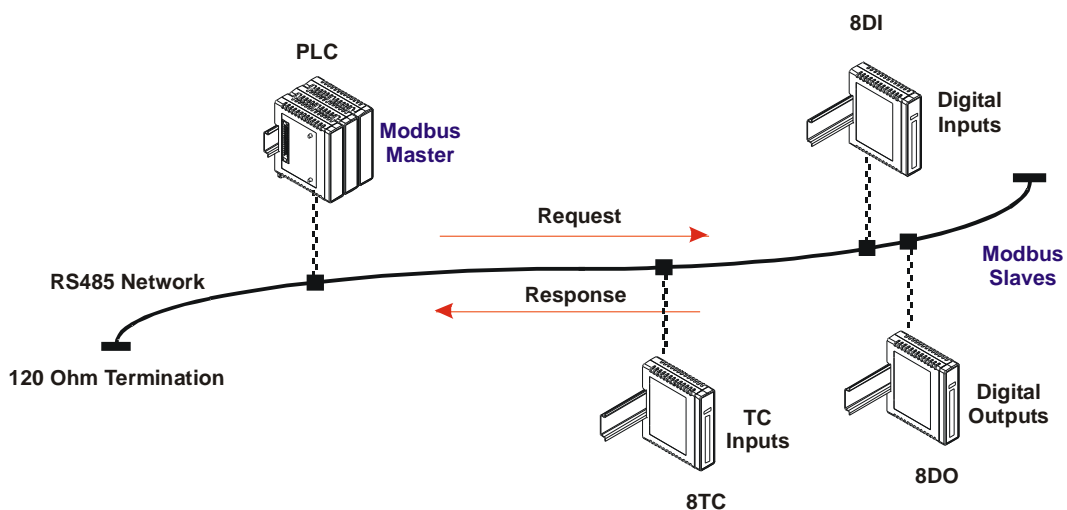 8DI
PLC
Digital
Inputs
Modbus
Master
Request
Modbus
Slaves
RS485 Network
Response
120 Ohm Termination
TC
Inputs
Digital
Outputs
8DO
8TC